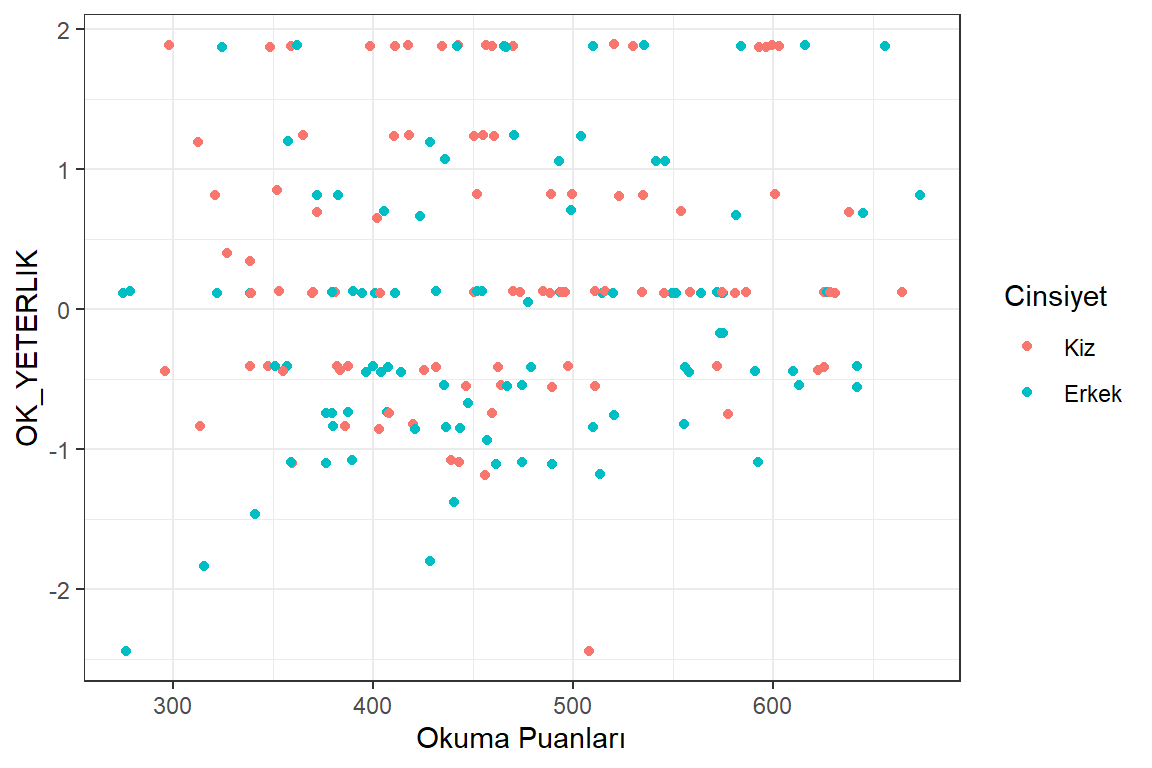 2
1
0
-1
-2
OK_YETERLIK
300 400 500 600
Okuma Puanları
Cinsiyet
Kiz
Erkek